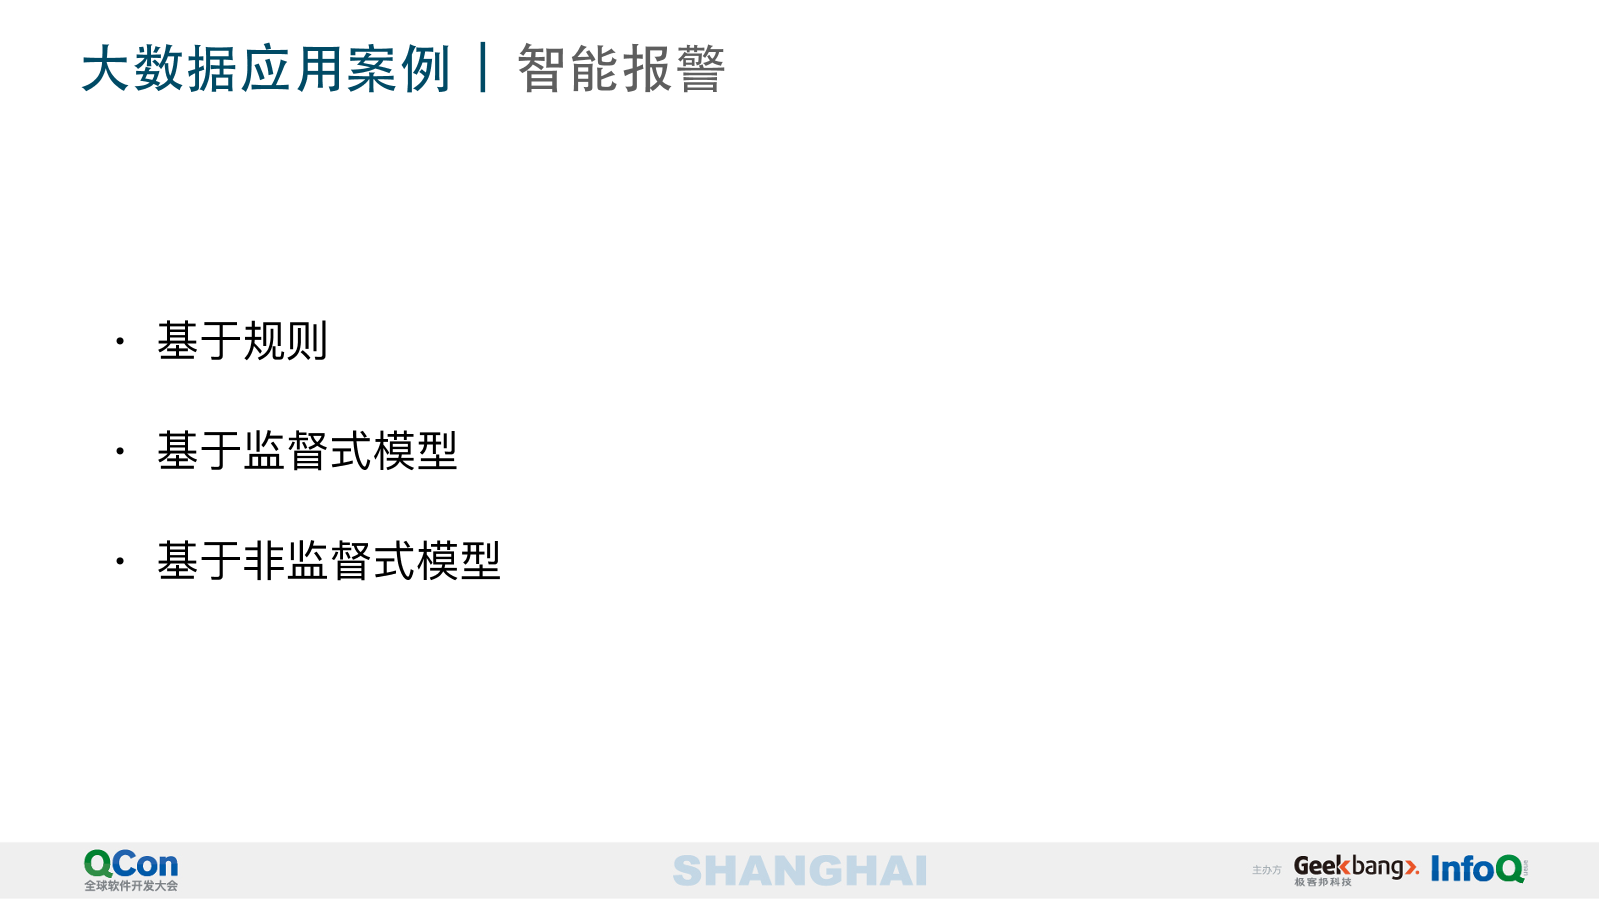 大数据应用案例｜智能报警
· 基于规则
· 基于监督式模型
· 基于非监督式模型
QCon
全球软件开发大会
SHANGHAI
主办方
Geekbang>.
极客邦科技
InfoQ